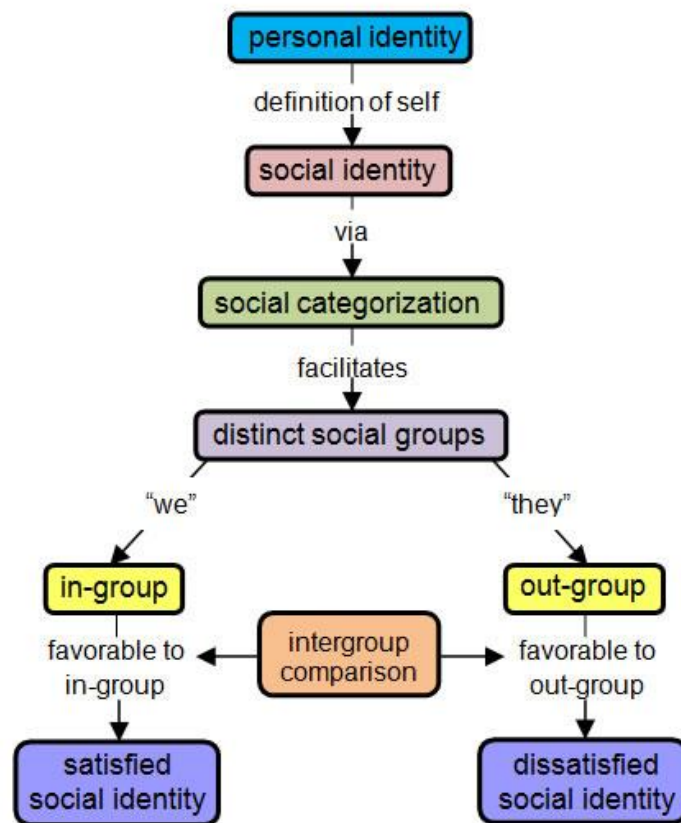 personal identity
definition of self
social identity
via
social categorization
facilitates
distinct social groups
“we”
“they”
in-group
out-group
favorable to
in-group
intergroup
comparison
favorable to
out-group
satisfied
social identity
dissatisfied
social identity